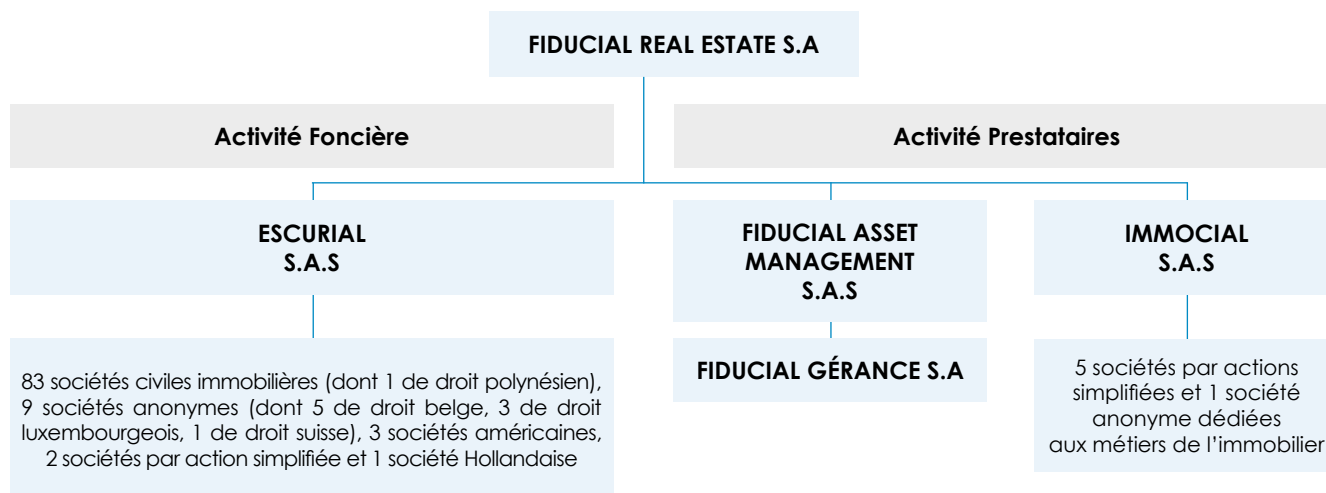 FIDUCIAL REAL ESTATE S.A
Activité Foncière
Activité Prestataires
ESCURIAL
S.A.S
FIDUCIAL ASSET
MANAGEMENT
S.A.S
IMMOCIAL
S.A.S
83 sociétés civiles immobilières (dont 1 de droit polynésien),
9 sociétés anonymes (dont 5 de droit belge, 3 de droit
luxembourgeois, 1 de droit suisse), 3 sociétés américaines,
2 sociétés par action simplifiée et 1 société Hollandaise
FIDUCIAL GÉRANCE S.A
5 sociétés par actions
simplifiées et 1 société
anonyme dédiées
aux métiers de l’immobilier